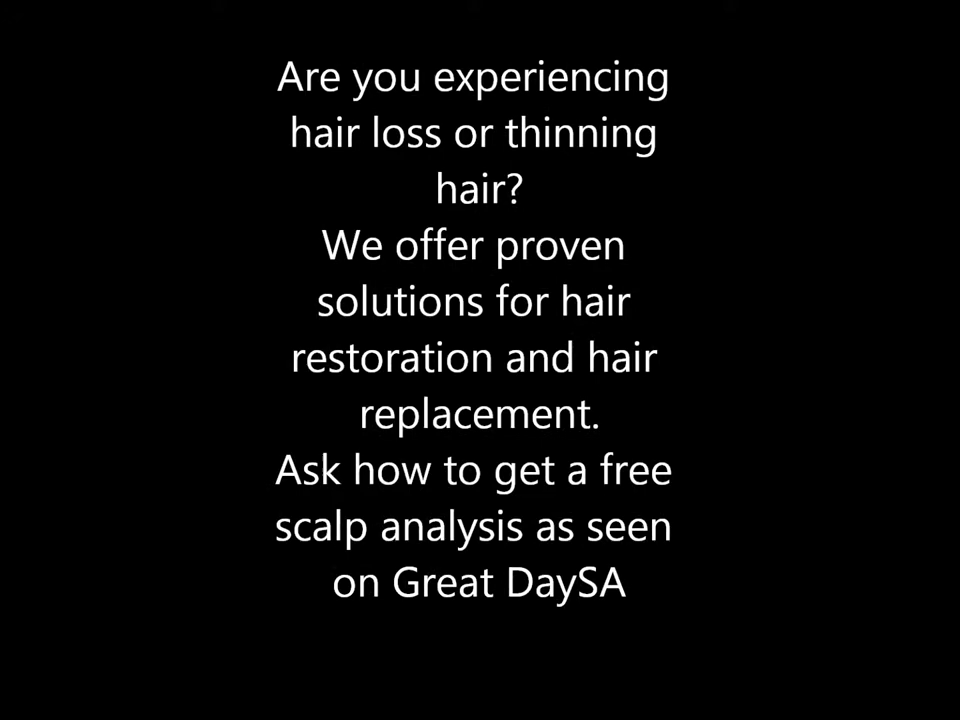 Are you experiencing
hair loss or thinning
hair?
We offer proven
solutions for hair
restoration and hair
replacement.
Ask how to get a free
scalp analysis as seen
on Great DaySA